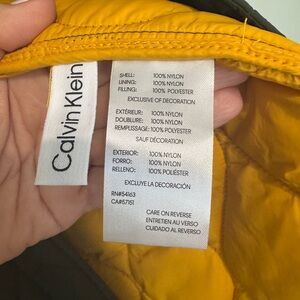 Calvin Klein
SHELL: 100% NYLON
LINING: 100% NYLON
FILLING: 100% POLYESTER
EXCLUSIVE OF DECORATION
EXTÉRIEUR: 100% NYLON
DOUBLURE: 100% NYLON
REMPLISSAGE: 100% POLYESTER
SAUF DÉCORATION
EXTERIOR: 100% NYLON
FORRO: 100% NYLON
RELLENO: 100% POLIÉSTER
EXCLUYE LA DECORACIÓN
RN#54163
CA#57151
CARE ON REVERSE
ENTRETIEN AU VERSO
CUIDADO AL REVERSO